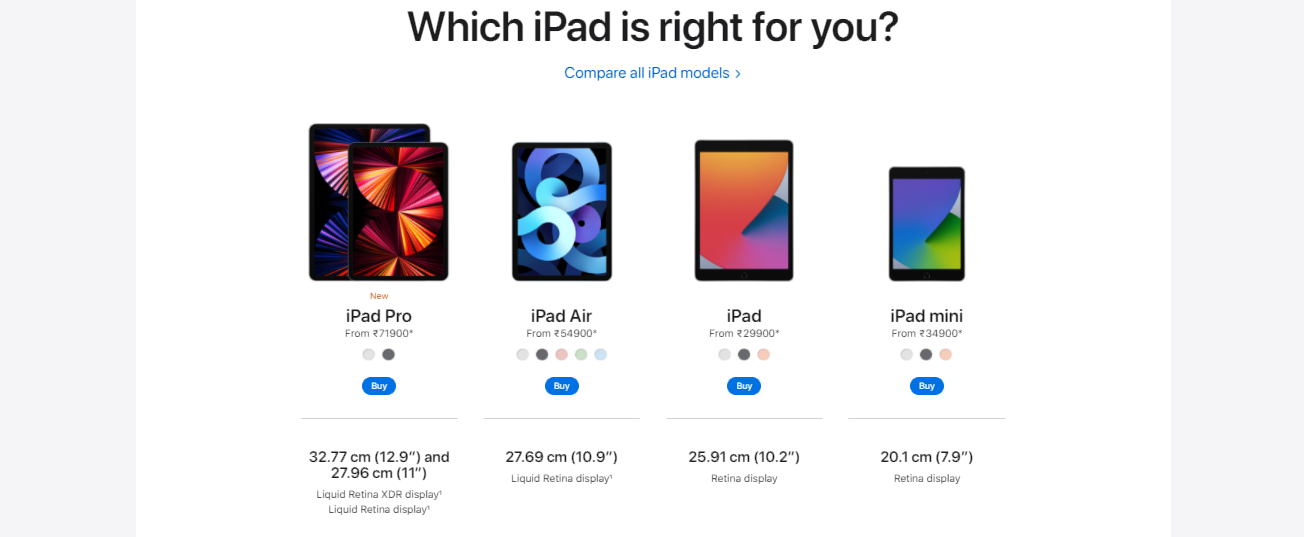 Which iPad is right for you?
Compare all iPad models >
New
iPad Pro
From ₹71900*
Buy
32.77 cm (12.9″) and
27.96 cm (11″)
Liquid Retina XDR display¹
Liquid Retina display¹
iPad Air
From ₹54900*
Buy
27.69 cm (10.9″)
Liquid Retina display¹
iPad
From ₹29900*
Buy
25.91 cm (10.2″)
Retina display
iPad mini
From ₹34900*
Buy
20.1 cm (7.9″)
Retina display